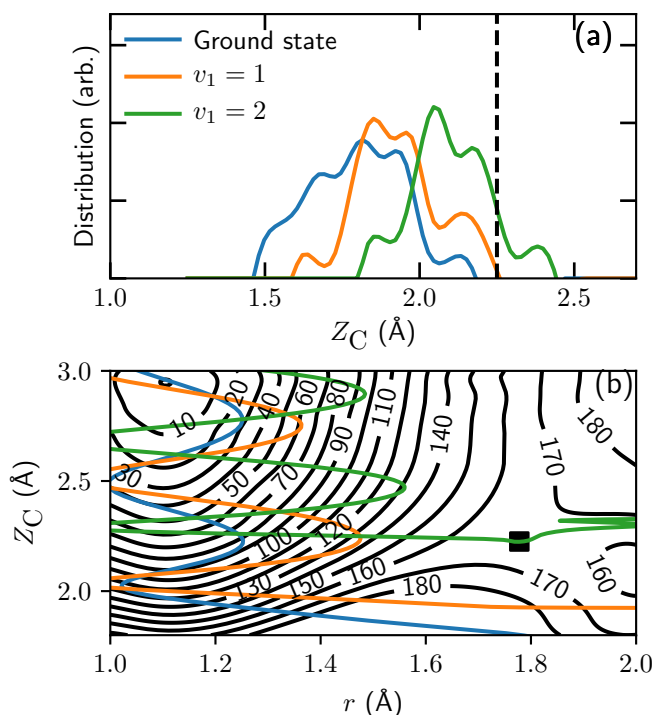 (a)
Ground state
v₁ = 1
v₁ = 2
Distribution (arb.)
1.0 1.5 2.0 2.5
Z_C (Å)
(b)
3.0
2.5
2.0
Z_C (Å)
10 20 40 60 80 110 140 170 180
30 50 70 90
100 120
130 150 160 180 170 160
1.0 1.2 1.4 1.6 1.8 2.0
r (Å)